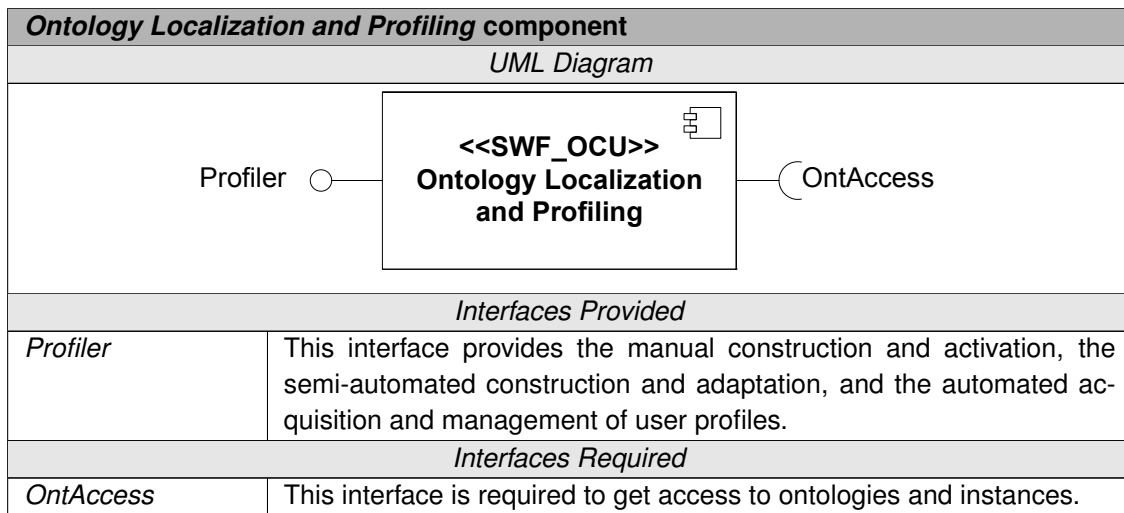 Ontology Localization and Profiling component
UML Diagram
<<SWF_OCU>>
Profiler
Ontology Localization
and Profiling
OntAccess
Interfaces Provided
Profiler This interface provides the manual construction and activation, the
semi-automated construction and adaptation, and the automated ac-
quisition and management of user profiles.
Interfaces Required
OntAccess This interface is required to get access to ontologies and instances.